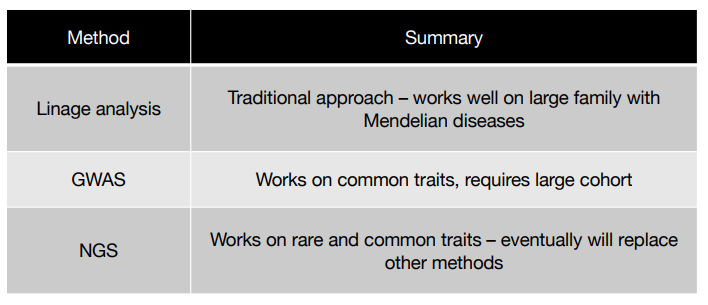 Method Summary
Linage analysis Traditional approach – works well on large family with
Mendelian diseases
GWAS Works on common traits, requires large cohort
NGS Works on rare and common traits – eventually will replace
other methods